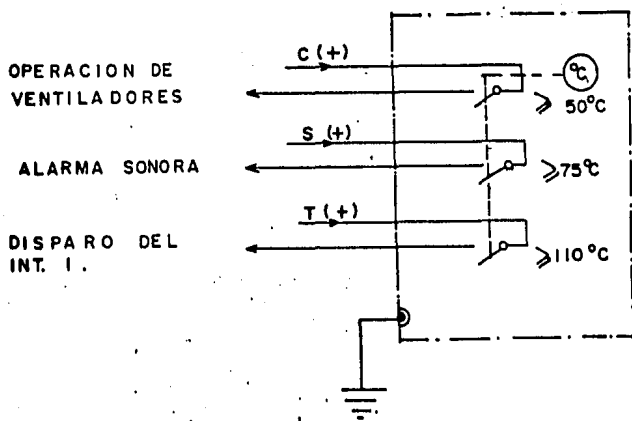 C (+)
°C
OPERACION DE
VENTILADORES
⩾ 50°C
S (+)
ALARMA SONORA
⩾75°C
T (+)
DISPARO DEL
INT. I .
⩾110°C